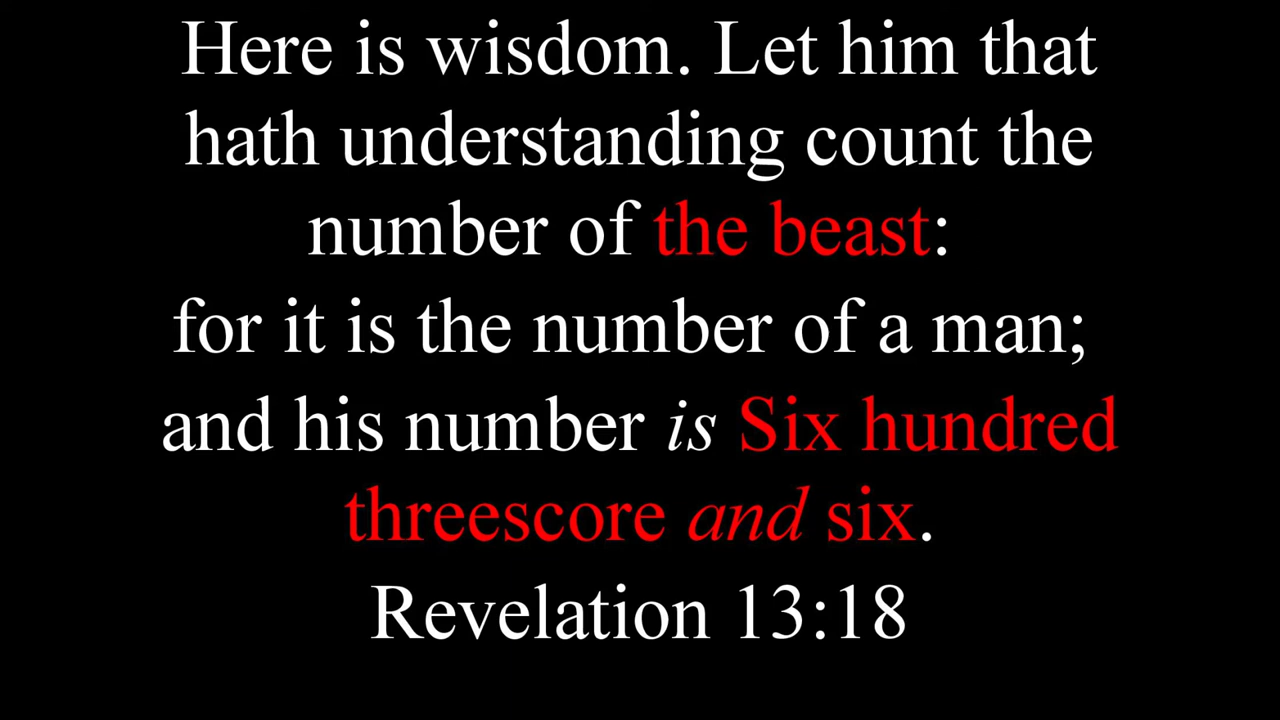 Here is wisdom. Let him that
hath understanding count the
number of the beast:
for it is the number of a man;
and his number is Six hundred
threescore and six.
Revelation 13:18